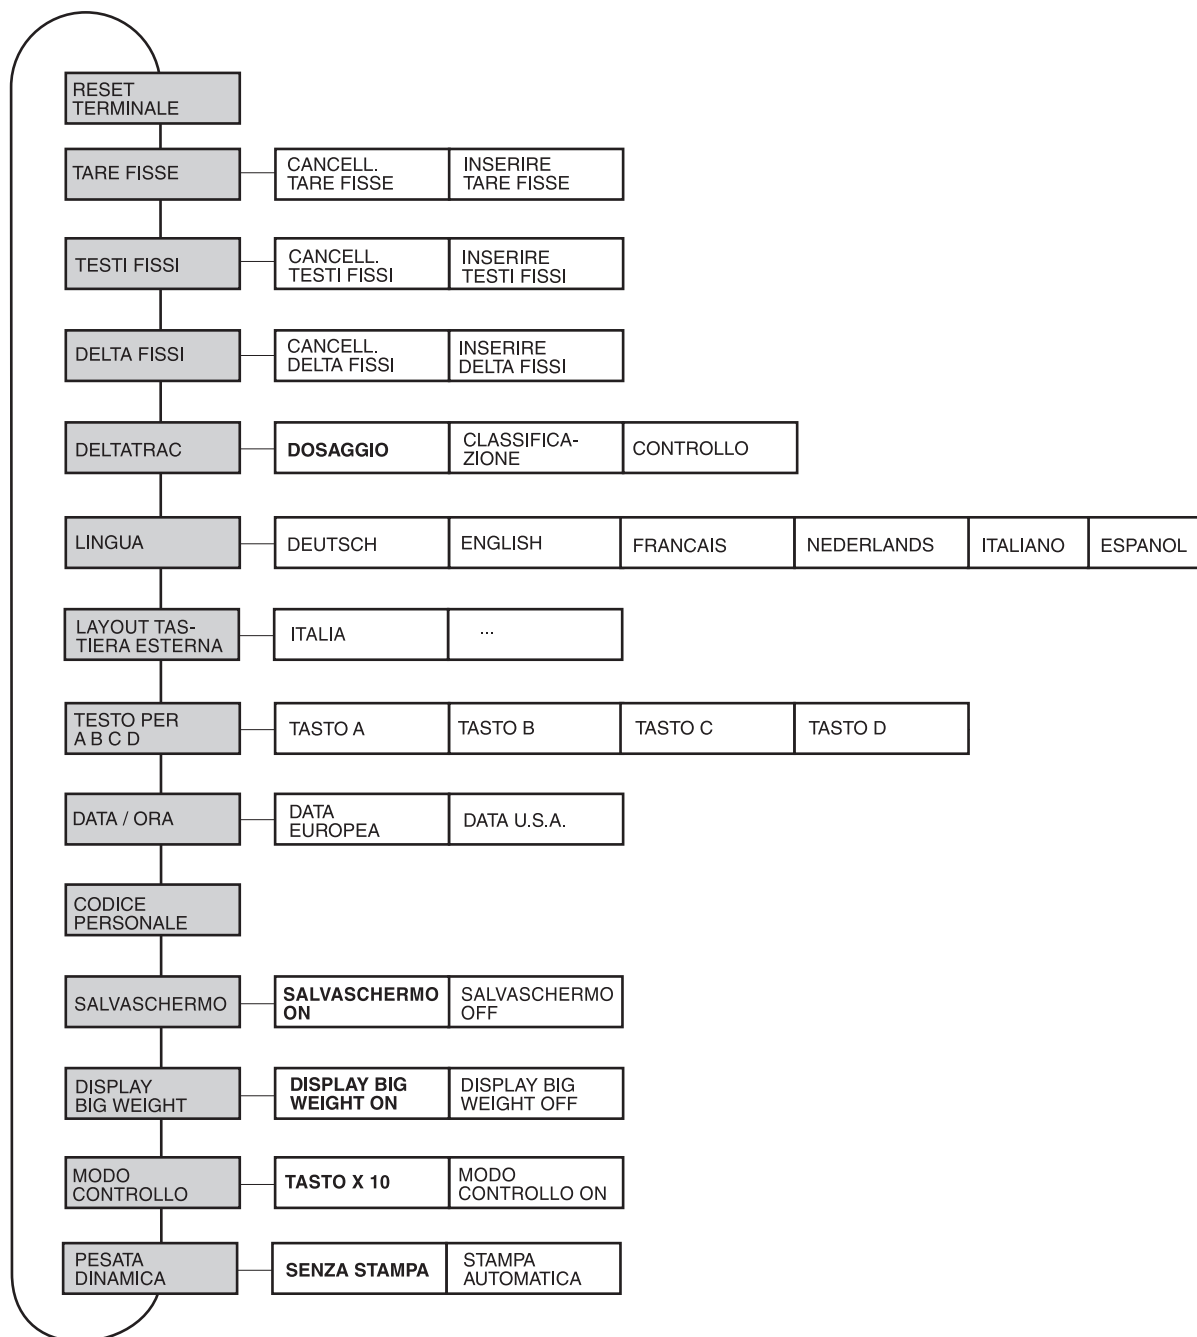 RESET
TERMINALE
TARE FISSE
CANCELL.
TARE FISSE
INSERIRE
TARE FISSE
TESTI FISSI
CANCELL.
TESTI FISSI
INSERIRE
TESTI FISSI
DELTA FISSI
CANCELL.
DELTA FISSI
INSERIRE
DELTA FISSI
DELTATRAC
DOSAGGIO
CLASSIFICA-
ZIONE
CONTROLLO
LINGUA
DEUTSCH
ENGLISH
FRANCAIS
NEDERLANDS
ITALIANO
ESPANOL
LAYOUT TAS-
TIERA ESTERNA
ITALIA
...
TESTO PER
A B C D
TASTO A
TASTO B
TASTO C
TASTO D
DATA / ORA
DATA
EUROPEA
DATA U.S.A.
CODICE
PERSONALE
SALVASCHERMO
SALVASCHERMO
ON
SALVASCHERMO
OFF
DISPLAY
BIG WEIGHT
DISPLAY BIG
WEIGHT ON
DISPLAY BIG
WEIGHT OFF
MODO
CONTROLLO
TASTO X 10
MODO
CONTROLLO ON
PESATA
DINAMICA
SENZA STAMPA
STAMPA
AUTOMATICA